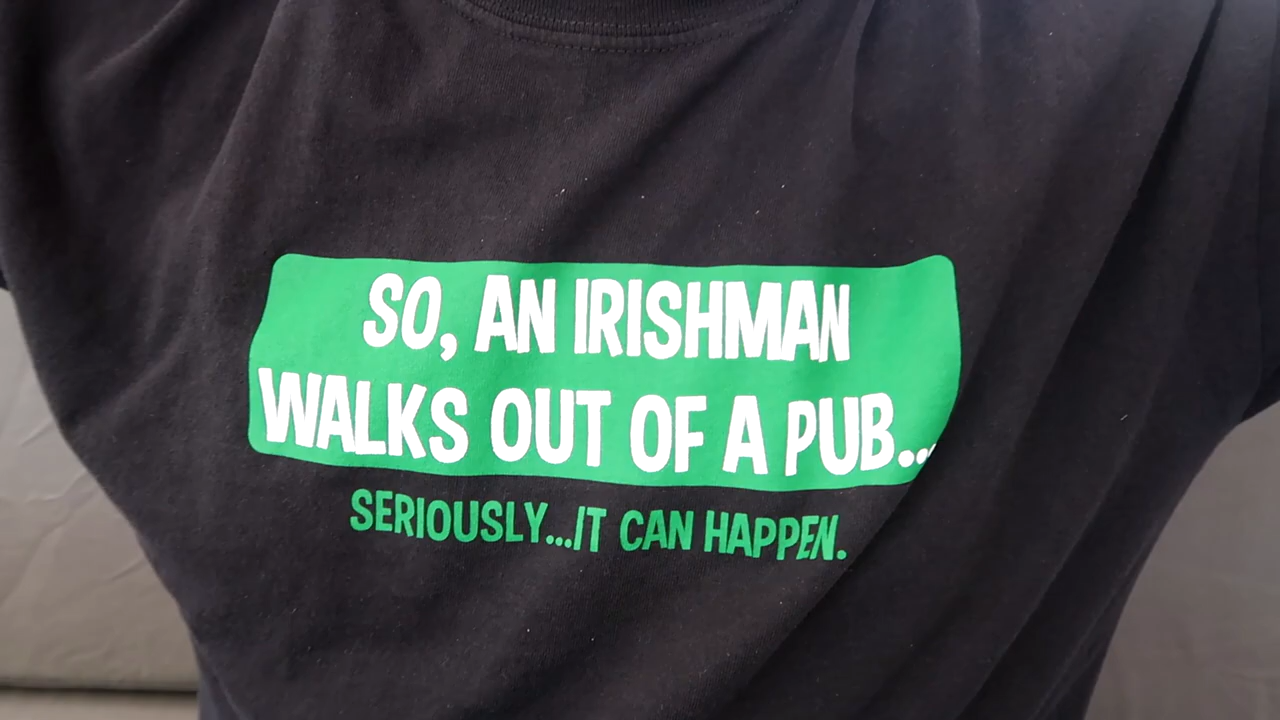 SO, AN IRISHMAN
WALKS OUT OF A PUB...
SERIOUSLY...IT CAN HAPPEN.